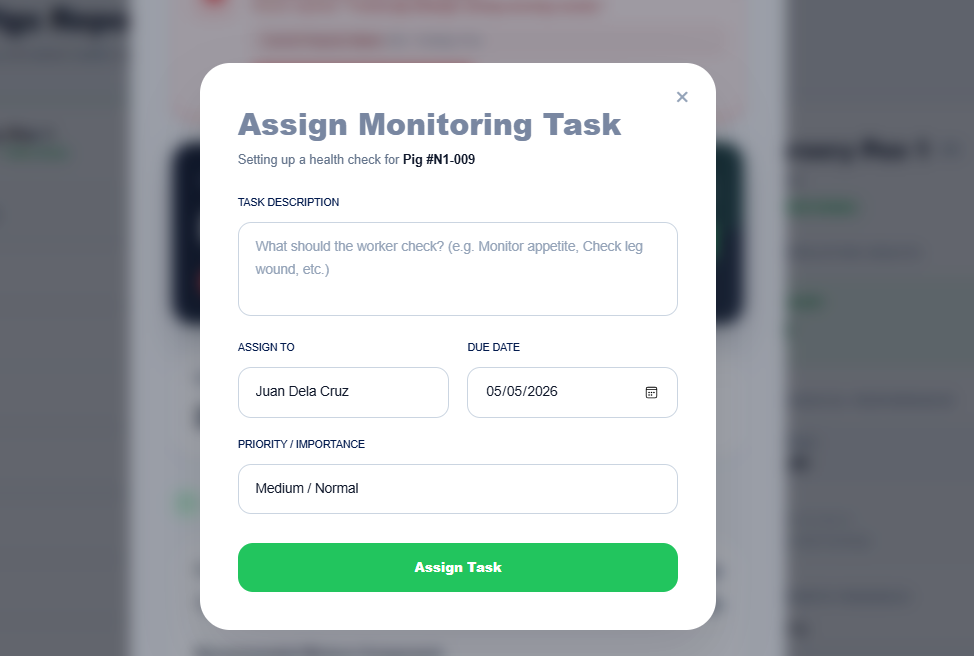 Assign Monitoring Task
Setting up a health check for Pig #N1-009
TASK DESCRIPTION
What should the worker check? (e.g. Monitor appetite, Check leg
wound, etc.)
ASSIGN TO
DUE DATE
Juan Dela Cruz
05/05/2026
PRIORITY / IMPORTANCE
Medium / Normal
Assign Task